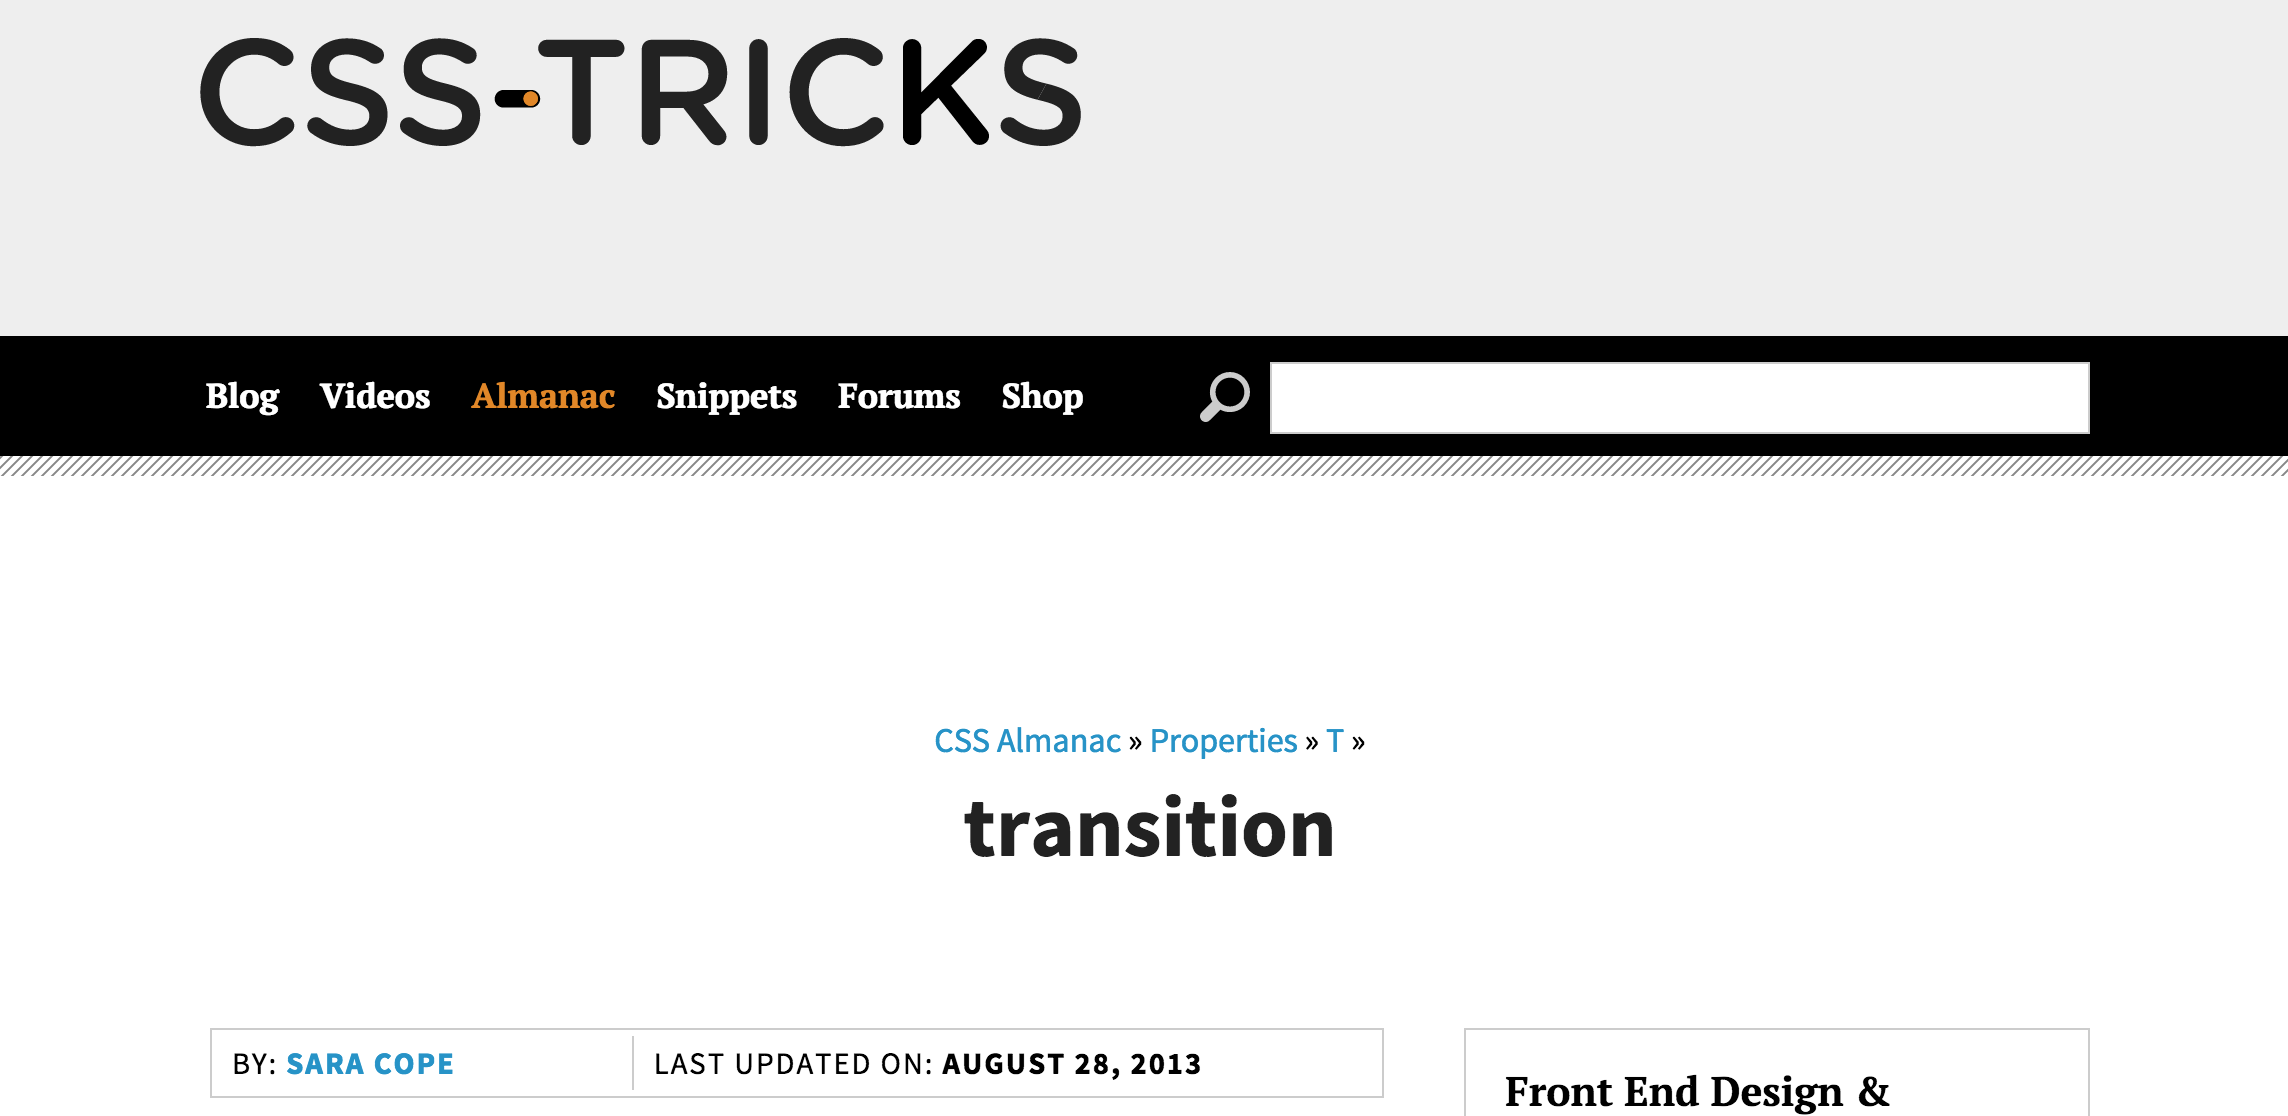 CSS-TRICKS
Blog Videos Almanac Snippets Forums Shop
CSS Almanac » Properties » T »
transition
BY: SARA COPE LAST UPDATED ON: AUGUST 28, 2013
Front End Design &